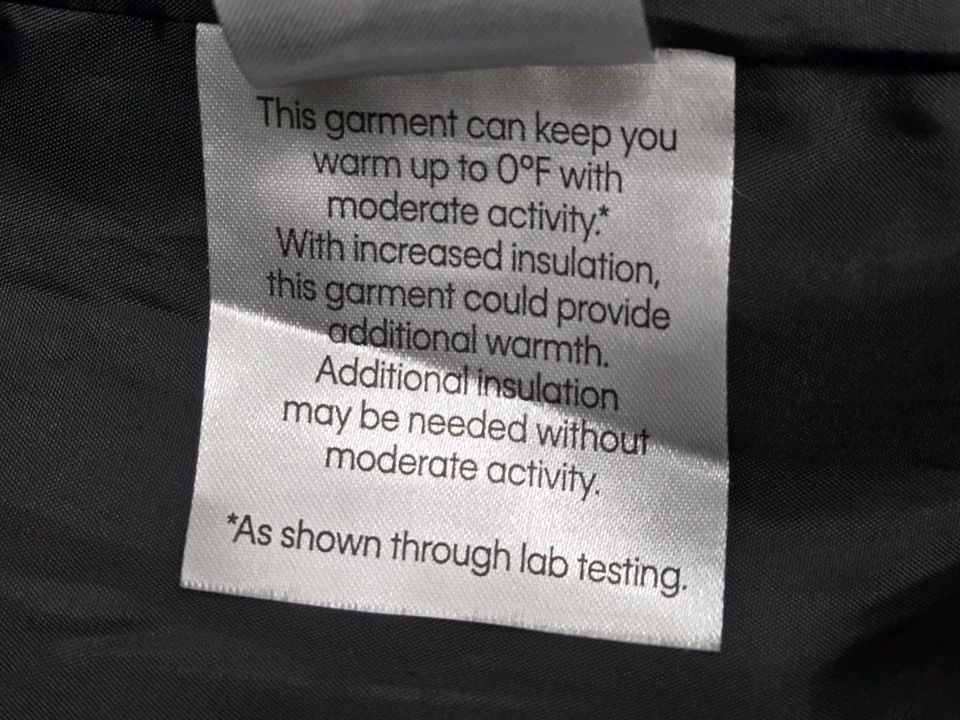 This garment can keep you
warm up to 0°F with
moderate activity.*
With increased insulation,
this garment could provide
additional warmth.
Additional insulation
may be needed without
moderate activity.
*As shown through lab testing.